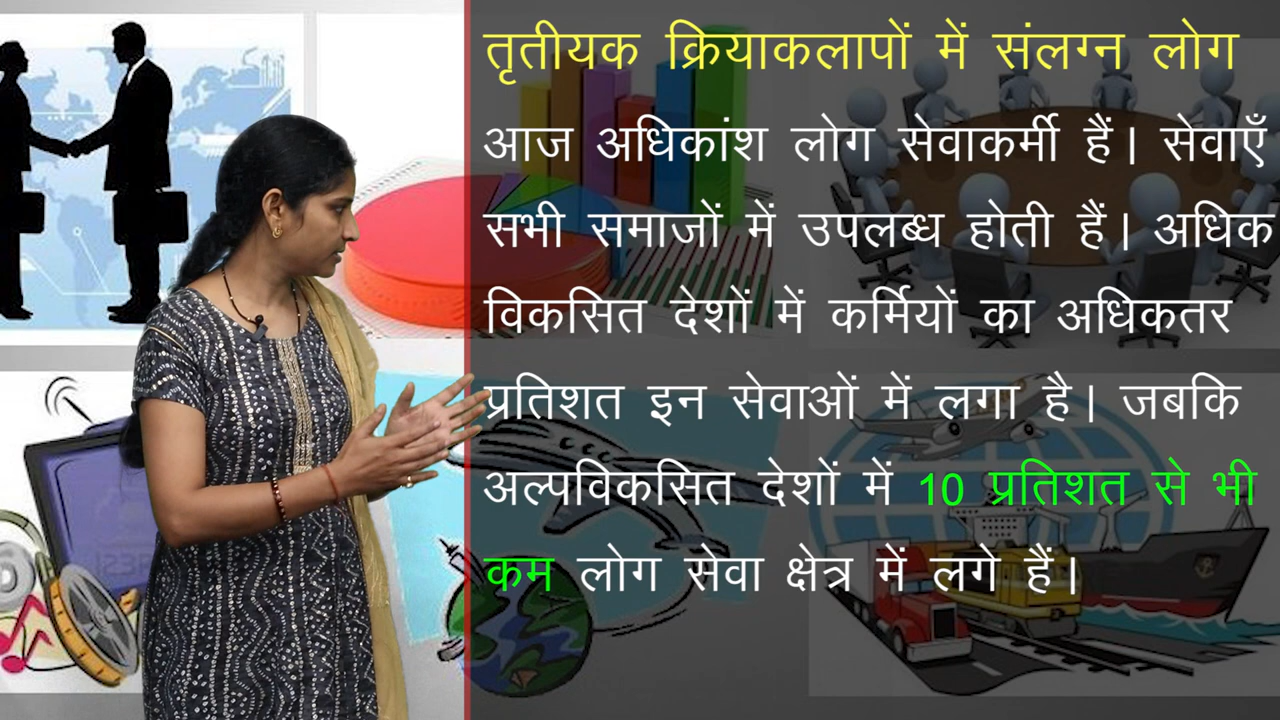 तृतीयक क्रियाकलापों में संलग्न लोग
आज अधिकांश लोग सेवाकर्मी हैं। सेवाएँ
सभी समाजों में उपलब्ध होती हैं। अधिक
विकसित देशों में कर्मियों का अधिकतर
प्रतिशत इन सेवाओं में लगा है। जबकि
अल्पविकसित देशों में 10 प्रतिशत से भी
कम लोग सेवा क्षेत्र में लगे हैं।